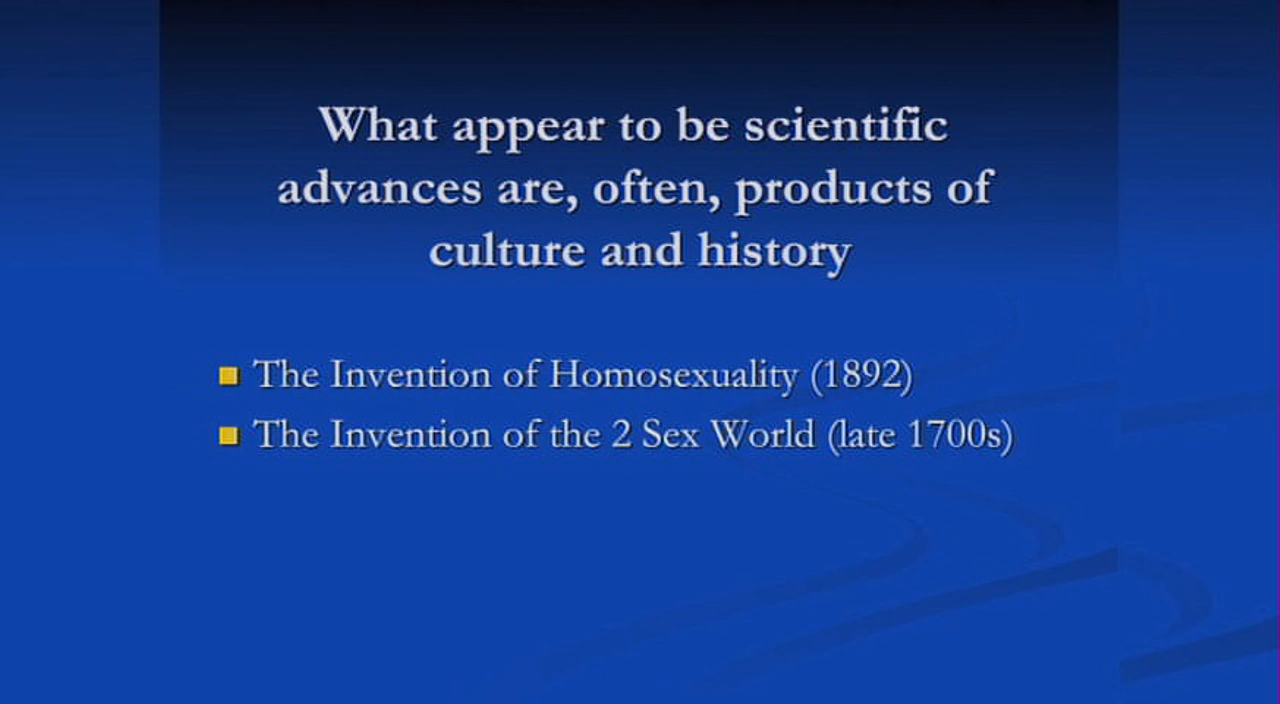 What appear to be scientific
advances are, often, products of
culture and history
The Invention of Homosexuality (1892)
The Invention of the 2 Sex World (late 1700s)